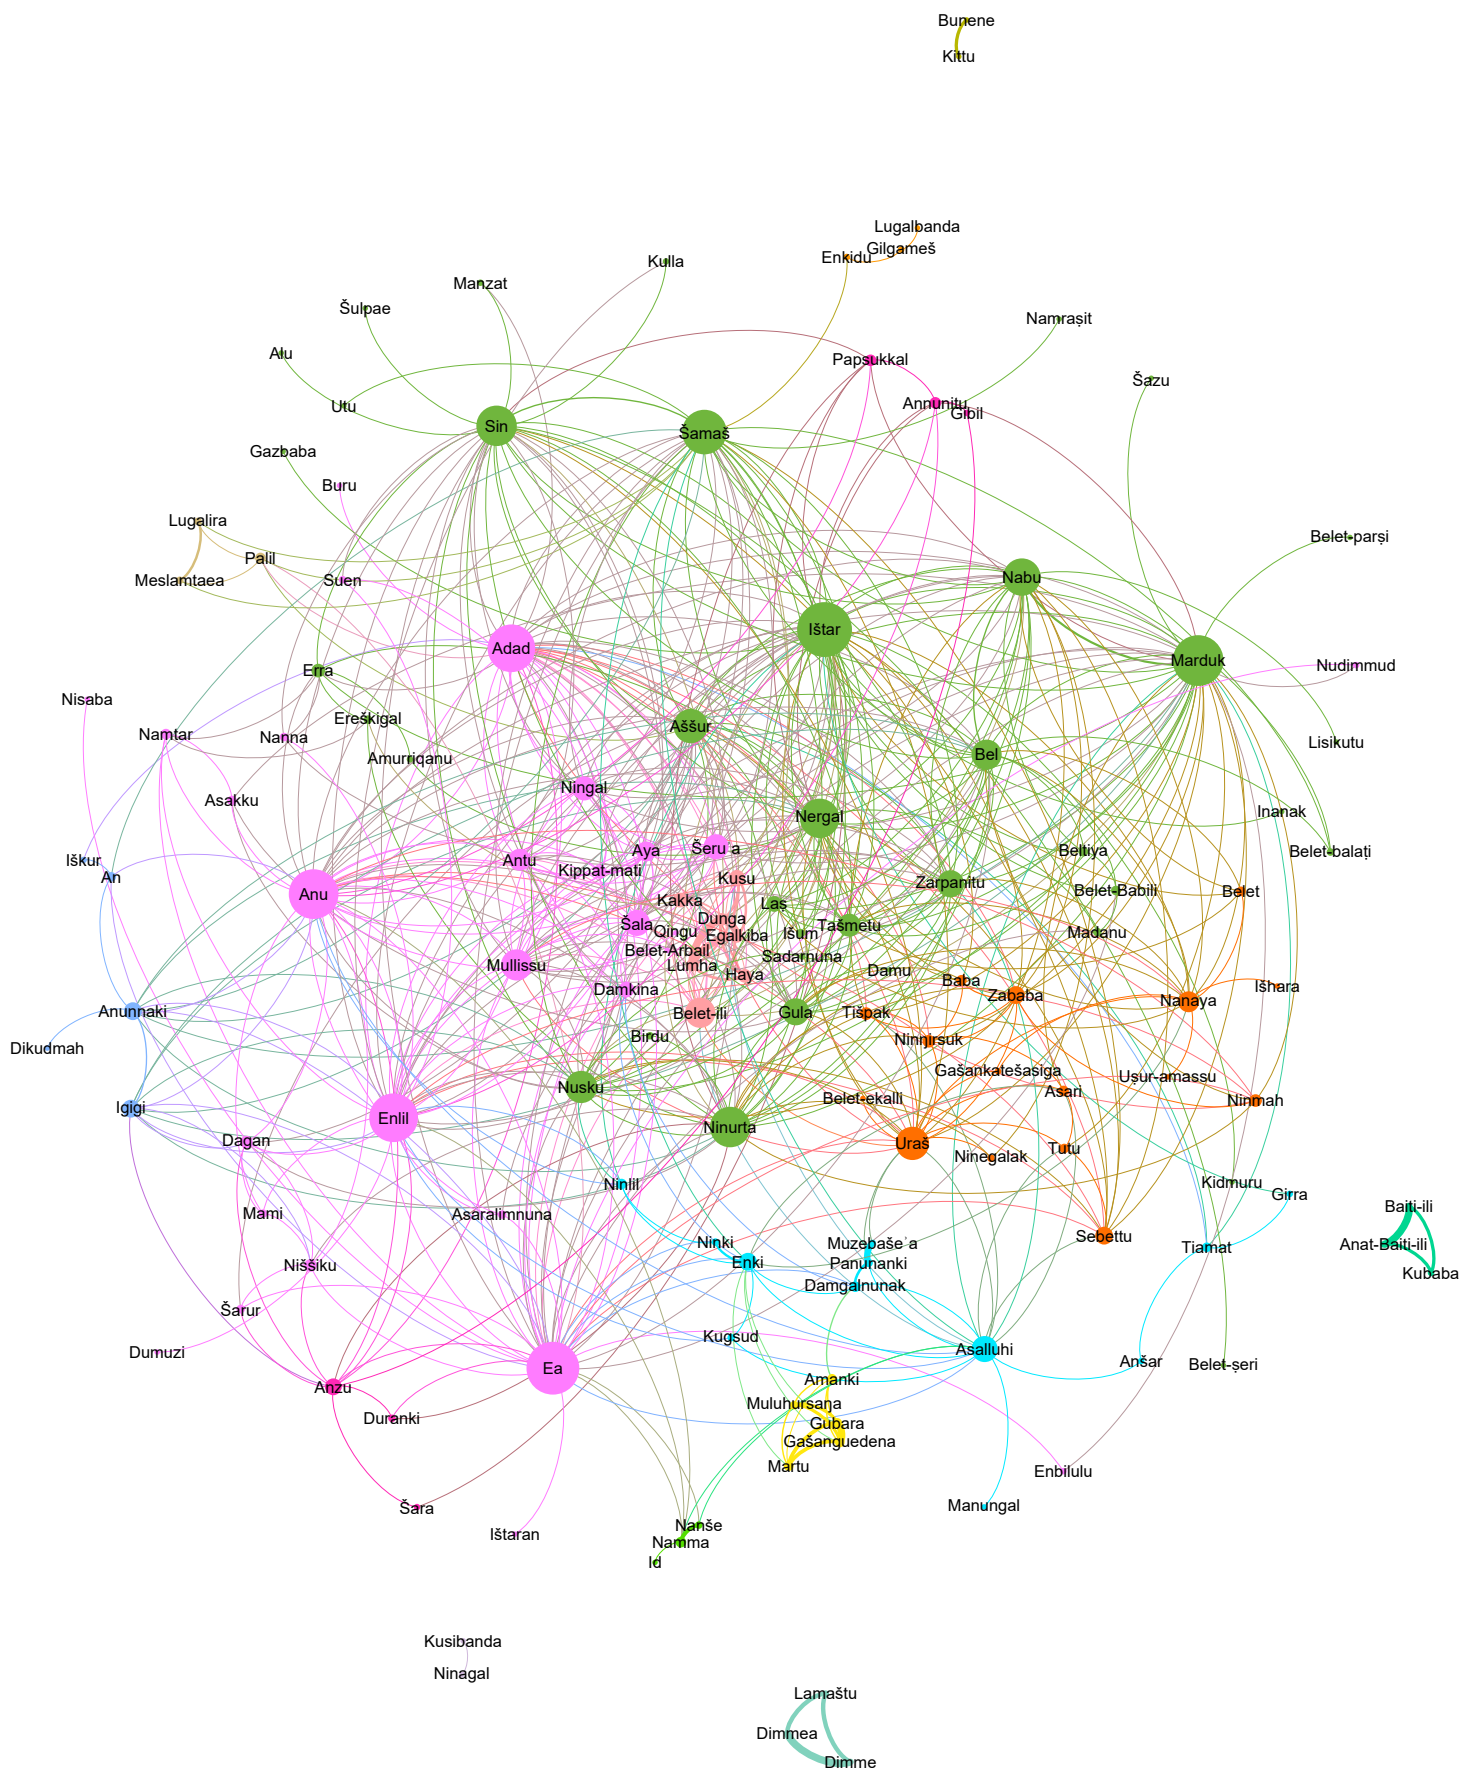 Bunene
Kittu
Lugalbanda
Gilgameš
Enkidu
Kulla
Manzat
Šulpae
Namraṣit
Alu
Papsukkal
Šazu
Utu
Annunitu
Gibil
Sin
Šamaš
Gazbaba
Buru
Lugalira
Belet-parṣi
Palil
Meslamtaea
Suen
Nabu
Ištar
Adad
Marduk
Nudimmud
Erra
Nisaba
Ereškigal
Aššur
Namtar
Nanna
Lisikutu
Amurriqanu
Bel
Ningal
Asakku
Inanak
Nergal
Aya
Šeruʾa
Beltiya
Belet-balaṭi
Iškur
Antu
Kippat-mati
An
Kusu
Zarpanitu
Belet-Babili
Belet
Anu
Kakka
Laṣ
Dunga
Šala
Qingu
Egalkiba
Išum
Tašmetu
Madanu
Belet-Arbail
Sadarnuna
Mullissu
Lumha
Haya
Damu
Baba
Damkina
Zababa
Nanaya
Išhara
Anunnaki
Belet-ili
Gula
Tišpak
Birdu
Ninŋirsuk
Dikudmah
Gašankatešasiga
Uṣur-amassu
Nusku
Asari
Belet-ekalli
Ninmah
Igigi
Enlil
Ninurta
Dagan
Uraš
Tutu
Ninegalak
Ninlil
Kidmuru
Girra
Baiti-ili
Mami
Asaralimnuna
Sebettu
Ninki
Muzebašeʾa
Tiamat
Anat-Baiti-ili
Enki
Panunanki
Niššiku
Kubaba
Damgalnunak
Šarur
Kugsud
Dumuzi
Asalluhi
Anšar
Belet-ṣeri
Ea
Amanki
Anzu
Muluhursaŋa
Duranki
Gubara
Gašanguedena
Martu
Enbilulu
Šara
Manungal
Nanše
Ištaran
Namma
Id
Kusibanda
Ninagal
Lamaštu
Dimmea
Dimme